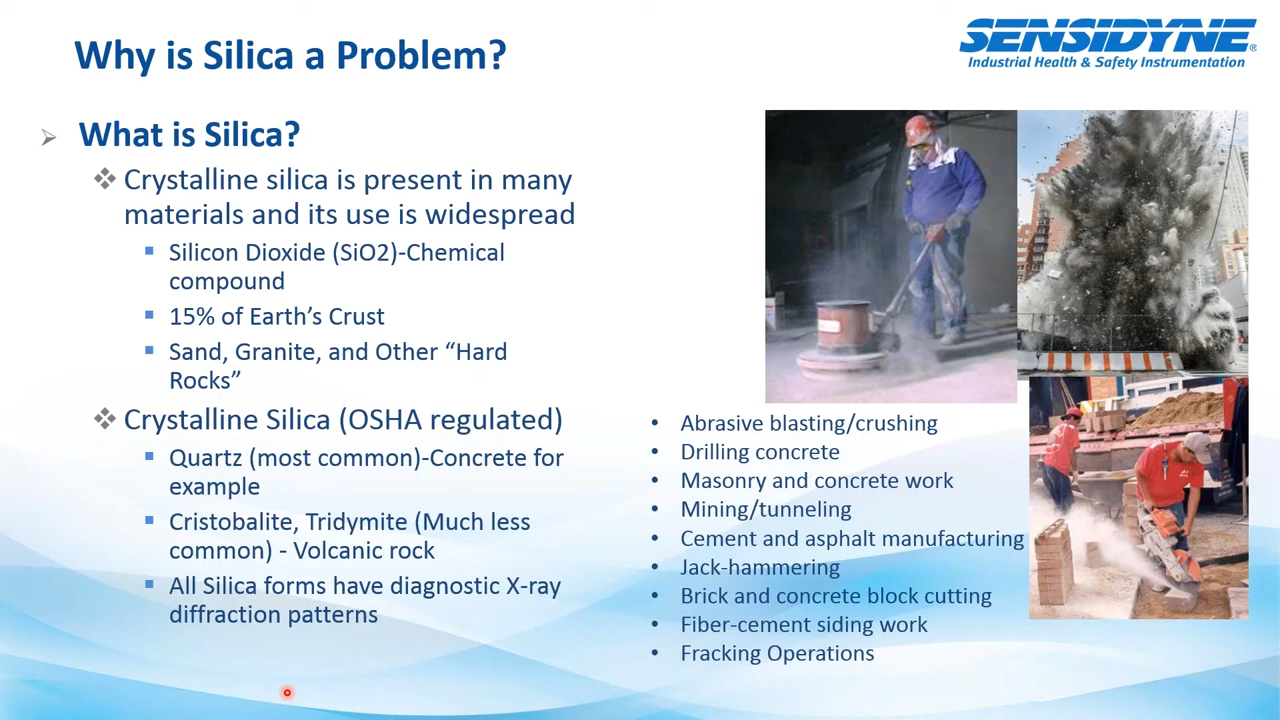 Why is Silica a Problem?
SENSIDYNE®
Industrial Health & Safety Instrumentation
What is Silica?
Crystalline silica is present in many
materials and its use is widespread
Silicon Dioxide (SiO2)-Chemical
compound
15% of Earth’s Crust
Sand, Granite, and Other “Hard
Rocks”
Crystalline Silica (OSHA regulated)
Quartz (most common)-Concrete for
example
Cristobalite, Tridymite (Much less
common) - Volcanic rock
All Silica forms have diagnostic X-ray
diffraction patterns
• Abrasive blasting/crushing
• Drilling concrete
• Masonry and concrete work
• Mining/tunneling
• Cement and asphalt manufacturing
• Jack-hammering
• Brick and concrete block cutting
• Fiber-cement siding work
• Fracking Operations